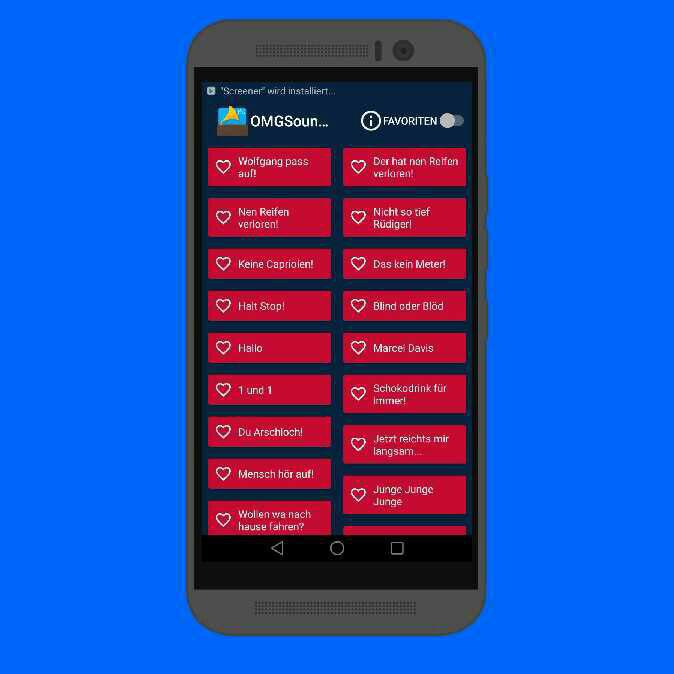 "Screener" wird installiert...
OMGSoun...
FAVORITEN
Wolfgang pass
auf!
Der hat nen Reifen
verloren!
Nen Reifen
verloren!
Nicht so tief
Rüdiger!
Keine Capriolen!
Das kein Meter!
Halt Stop!
Blind oder Blöd
Hallo
Marcel Davis
1 und 1
Schokodrink für
immer!
Du Arschloch!
Jetzt reichts mir
langsam...
Mensch hör auf!
Junge Junge
Junge
Wollen wa nach
hause fahren?